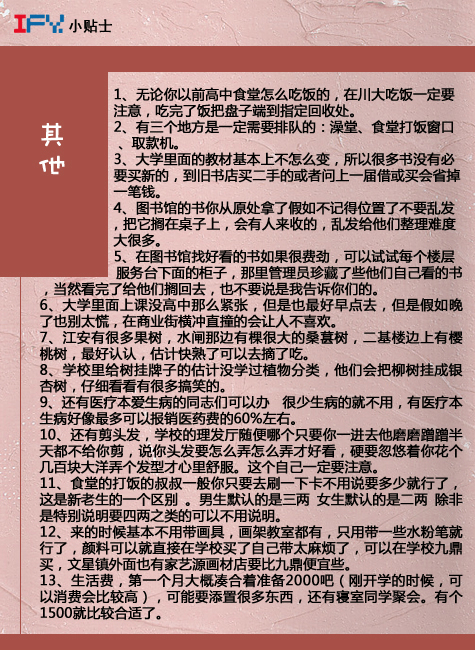 IFY 小贴士
其他
1、无论你以前高中食堂怎么吃饭的，在川大吃饭一定要
注意，吃完了饭把盘子端到指定回收处。
2、有三个地方是一定需要排队的：澡堂、食堂打饭窗口
、取款机。
3、大学里面的教材基本上不怎么变，所以很多书没有必
要买新的，到旧书店买二手的或者问上一届借或买会省掉
一笔钱。
4、图书馆的书你从原处拿了假如不记得位置了不要乱发
，把它搁在桌子上，会有人来收的，乱发给他们整理难度
大很多。
5、在图书馆找好看的书如果很费劲，可以试试每个楼层
服务台下面的柜子，那里管理员珍藏了些他们自己看的书
，当然看完了给他们搁回去，也不要说是我告诉你们的。
6、大学里面上课没高中那么紧张，但是也最好早点去，但是假如晚
了也别太慌，在商业街横冲直撞的会让人不喜欢。
7、江安有很多果树，水闸那边有棵很大的桑葚树，二基楼边上有樱
桃树，最好认认，估计快熟了可以去摘了吃。
8、学校里给树挂牌子的估计没学过植物分类，他们会把柳树挂成银
杏树，仔细看看有很多搞笑的。
9、还有医疗本爱生病的同志们可以办 很少生病的就不用，有医疗本
生病好像最多可以报销医药费的60%左右。
10、还有剪头发，学校的理发厅随便哪个只要你一进去他磨磨蹭蹭半
天都不给你剪，说你头发要怎么弄怎么弄才好看，硬要忽悠着你花个
几百块大洋弄个发型才心里舒服。这个自己一定要注意。
11、食堂的打饭的叔叔一般你只要去刷一下卡不用说要多少就行了，
这是新老生的一个区别 。男生默认的是三两 女生默认的是二两 除非
是特别说明要四两之类的可以不用说明。
12、来的时候基本不用带画具，画架教室都有，只用带一些水粉笔就
行了，颜料可以就直接在学校买了自己带太麻烦了，可以在学校九鼎
买，文星镇外面也有家艺源画材店要比九鼎便宜些。
13、生活费，第一个月大概凑合着准备2000吧（刚开学的时候，可
以消费会比较高），可能要添置很多东西，还有寝室同学聚会。有个
1500就比较合适了。